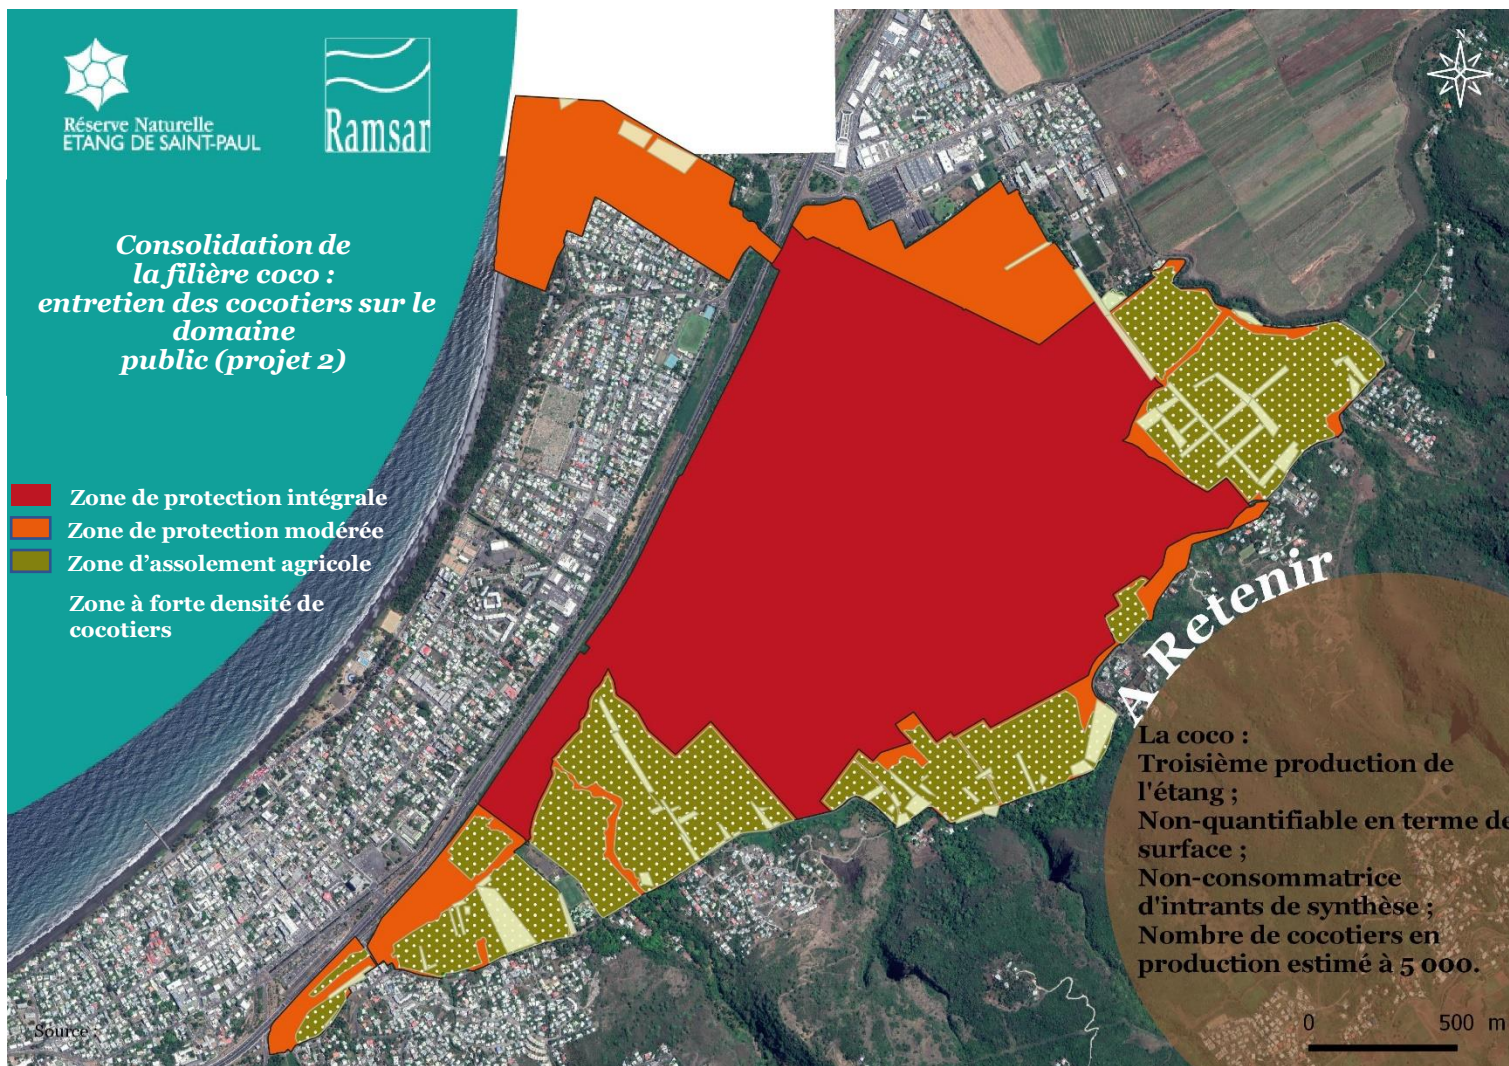 Réserve Naturelle
ETANG DE SAINT-PAUL
Ramsar
Consolidation de
la filière coco :
entretien des cocotiers sur le
domaine
public (projet 2)
Zone de protection intégrale
Zone de protection modérée
Zone d'assolement agricole
Zone à forte densité de
cocotiers
N
A Retenir
La coco :
Troisième production de
l'étang ;
Non-quantifiable en terme de
surface ;
Non-consommatrice
d'intrants de synthèse ;
Nombre de cocotiers en
production estimé à 5 000.
Source :
0 500 m